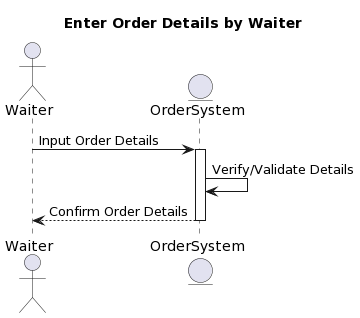 Enter Order Details by Waiter
Waiter
OrderSystem
Input Order Details
Verify/Validate Details
Confirm Order Details
Waiter
OrderSystem